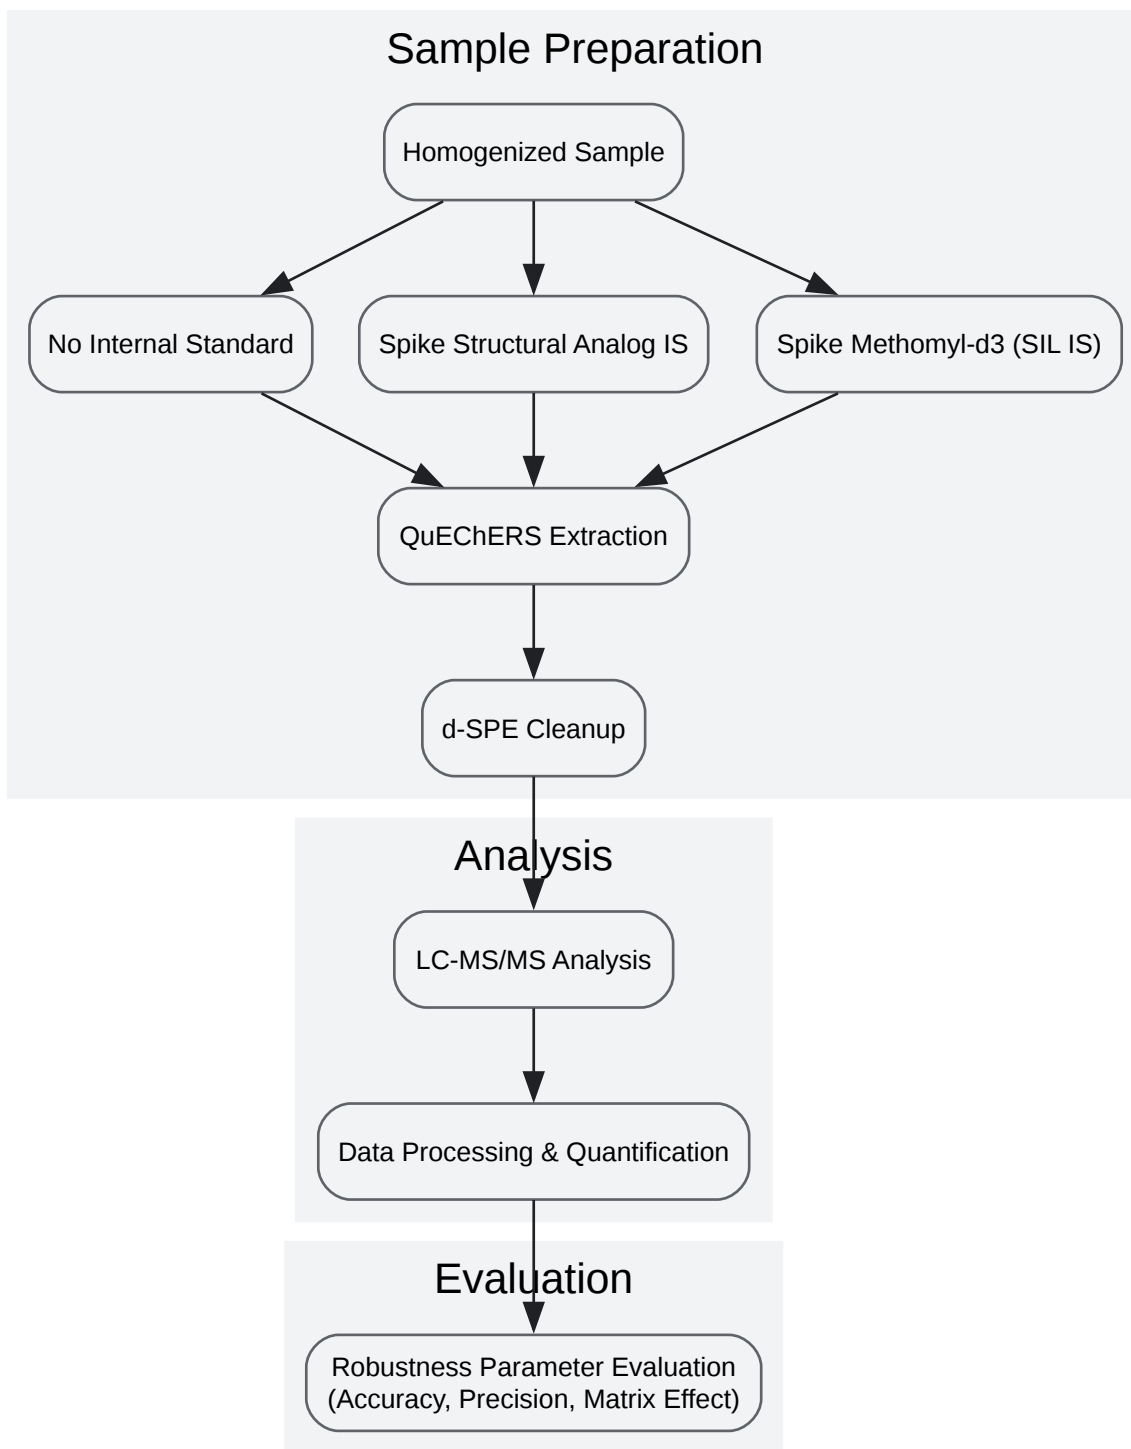 Sample Preparation
Homogenized Sample
No Internal Standard
Spike Structural Analog IS
Spike Methomyl-d3 (SIL IS)
QuEChERS Extraction
d-SPE Cleanup
Analysis
LC-MS/MS Analysis
Data Processing & Quantification
Evaluation
Robustness Parameter Evaluation
(Accuracy, Precision, Matrix Effect)